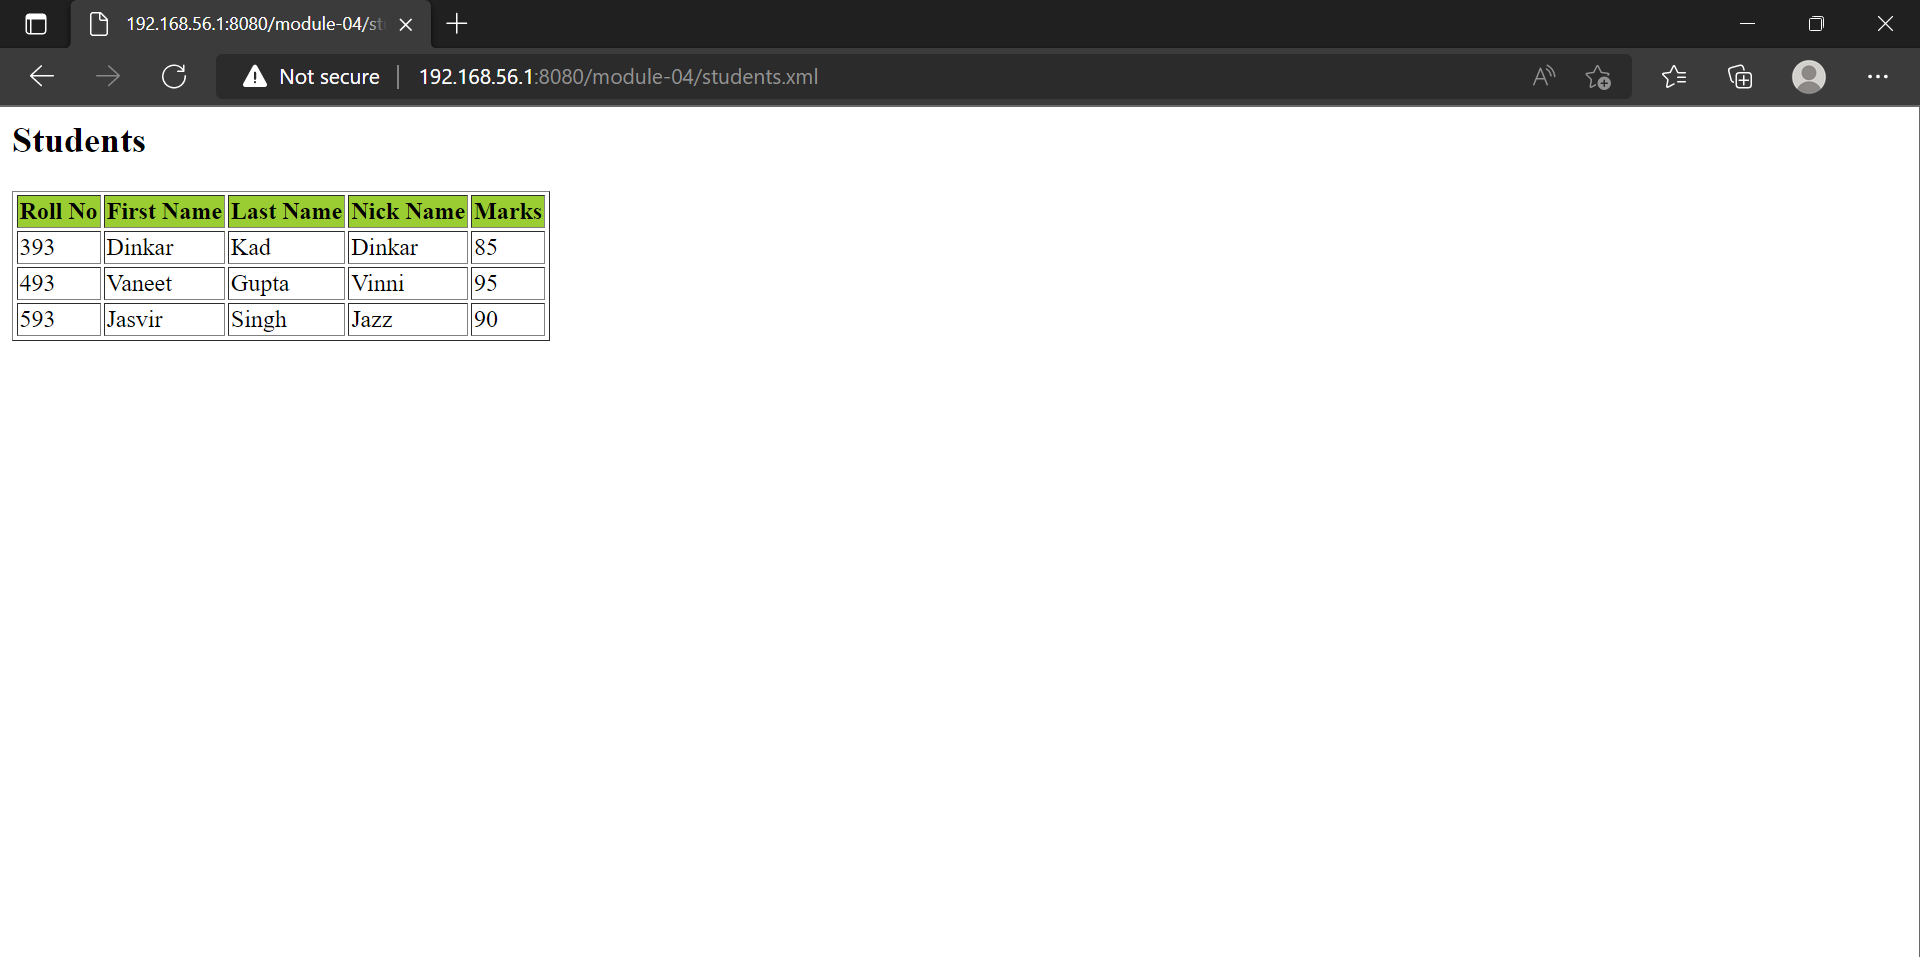 192.168.56.1:8080/module-04/st
Not secure | 192.168.56.1:8080/module-04/students.xml
Students
Roll No First Name Last Name Nick Name Marks
393 Dinkar Kad Dinkar 85
493 Vaneet Gupta Vinni 95
593 Jasvir Singh Jazz 90